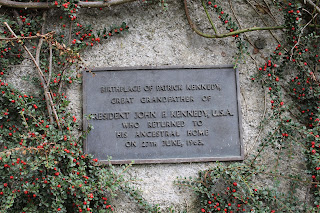 BIRTHPLACE OF PATRICK KENNEDY,
GREAT GRANDFATHER OF
PRESIDENT JOHN F. KENNEDY, U.S.A.
WHO RETURNED TO
HIS ANCESTRAL HOME
ON 27TH JUNE, 1963.